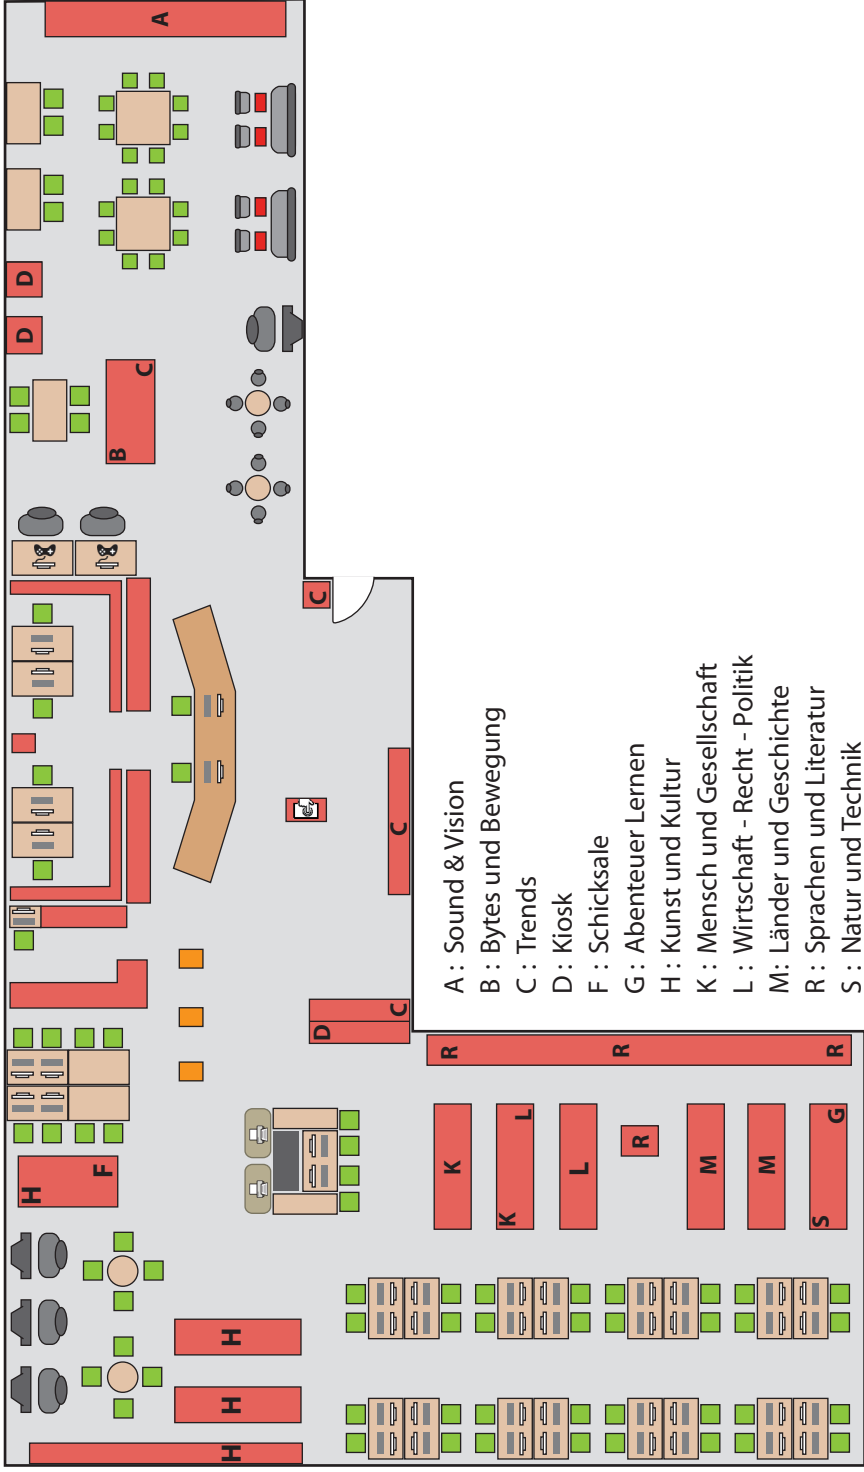 H
D
D
F
B
C
A
H
H
H
D
C
C
C
K
R
K
L
L
R
R
M
M
S
G
R
A : Sound & Vision
B : Bytes und Bewegung
C : Trends
D : Kiosk
F : Schicksale
G : Abenteuer Lernen
H : Kunst und Kultur
K : Mensch und Gesellschaft
L : Wirtschaft - Recht - Politik
M: Länder und Geschichte
R : Sprachen und Literatur
S : Natur und Technik